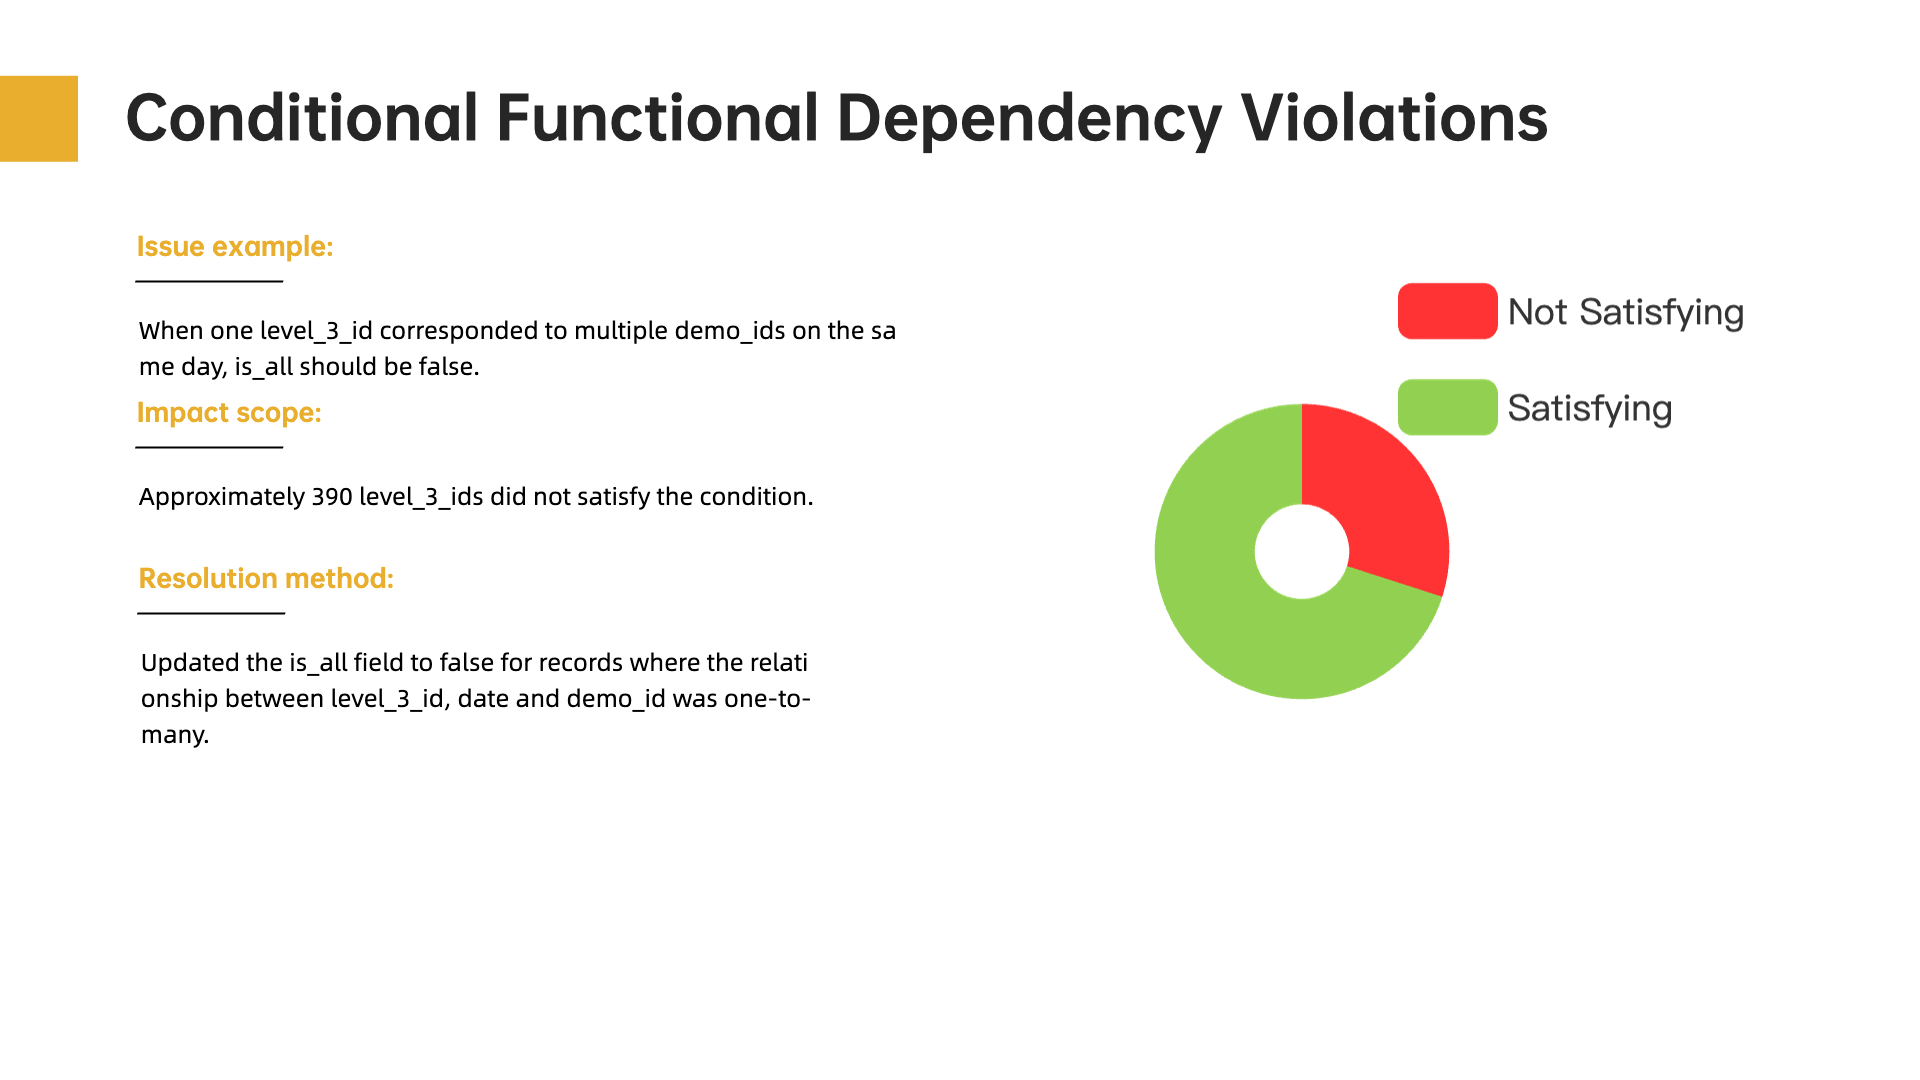 Conditional Functional Dependency Violations
Issue example:
When one level_3_id corresponded to multiple demo_ids on the sa
me day, is_all should be false.
Impact scope:
Approximately 390 level_3_ids did not satisfy the condition.
Resolution method:
Updated the is_all field to false for records where the relati
onship between level_3_id, date and demo_id was one-to-
many.
Not Satisfying
Satisfying